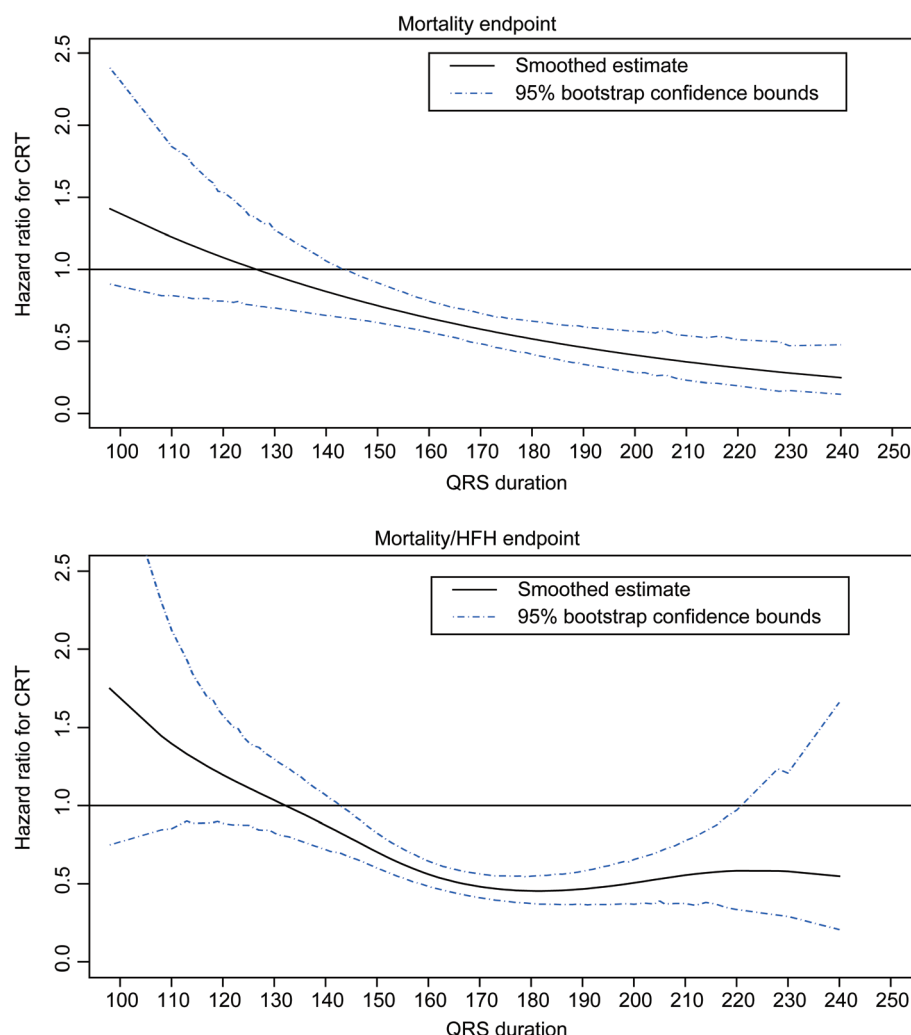 Mortality endpoint
Smoothed estimate
95% bootstrap confidence bounds
Hazard ratio for CRT
2.5
2.0
1.5
1.0
0.5
0.0
100 110 120 130 140 150 160 170 180 190 200 210 220 230 240 250
QRS duration
Mortality/HFH endpoint
Smoothed estimate
95% bootstrap confidence bounds
Hazard ratio for CRT
2.5
2.0
1.5
1.0
0.5
0.0
100 110 120 130 140 150 160 170 180 190 200 210 220 230 240 250
QRS duration